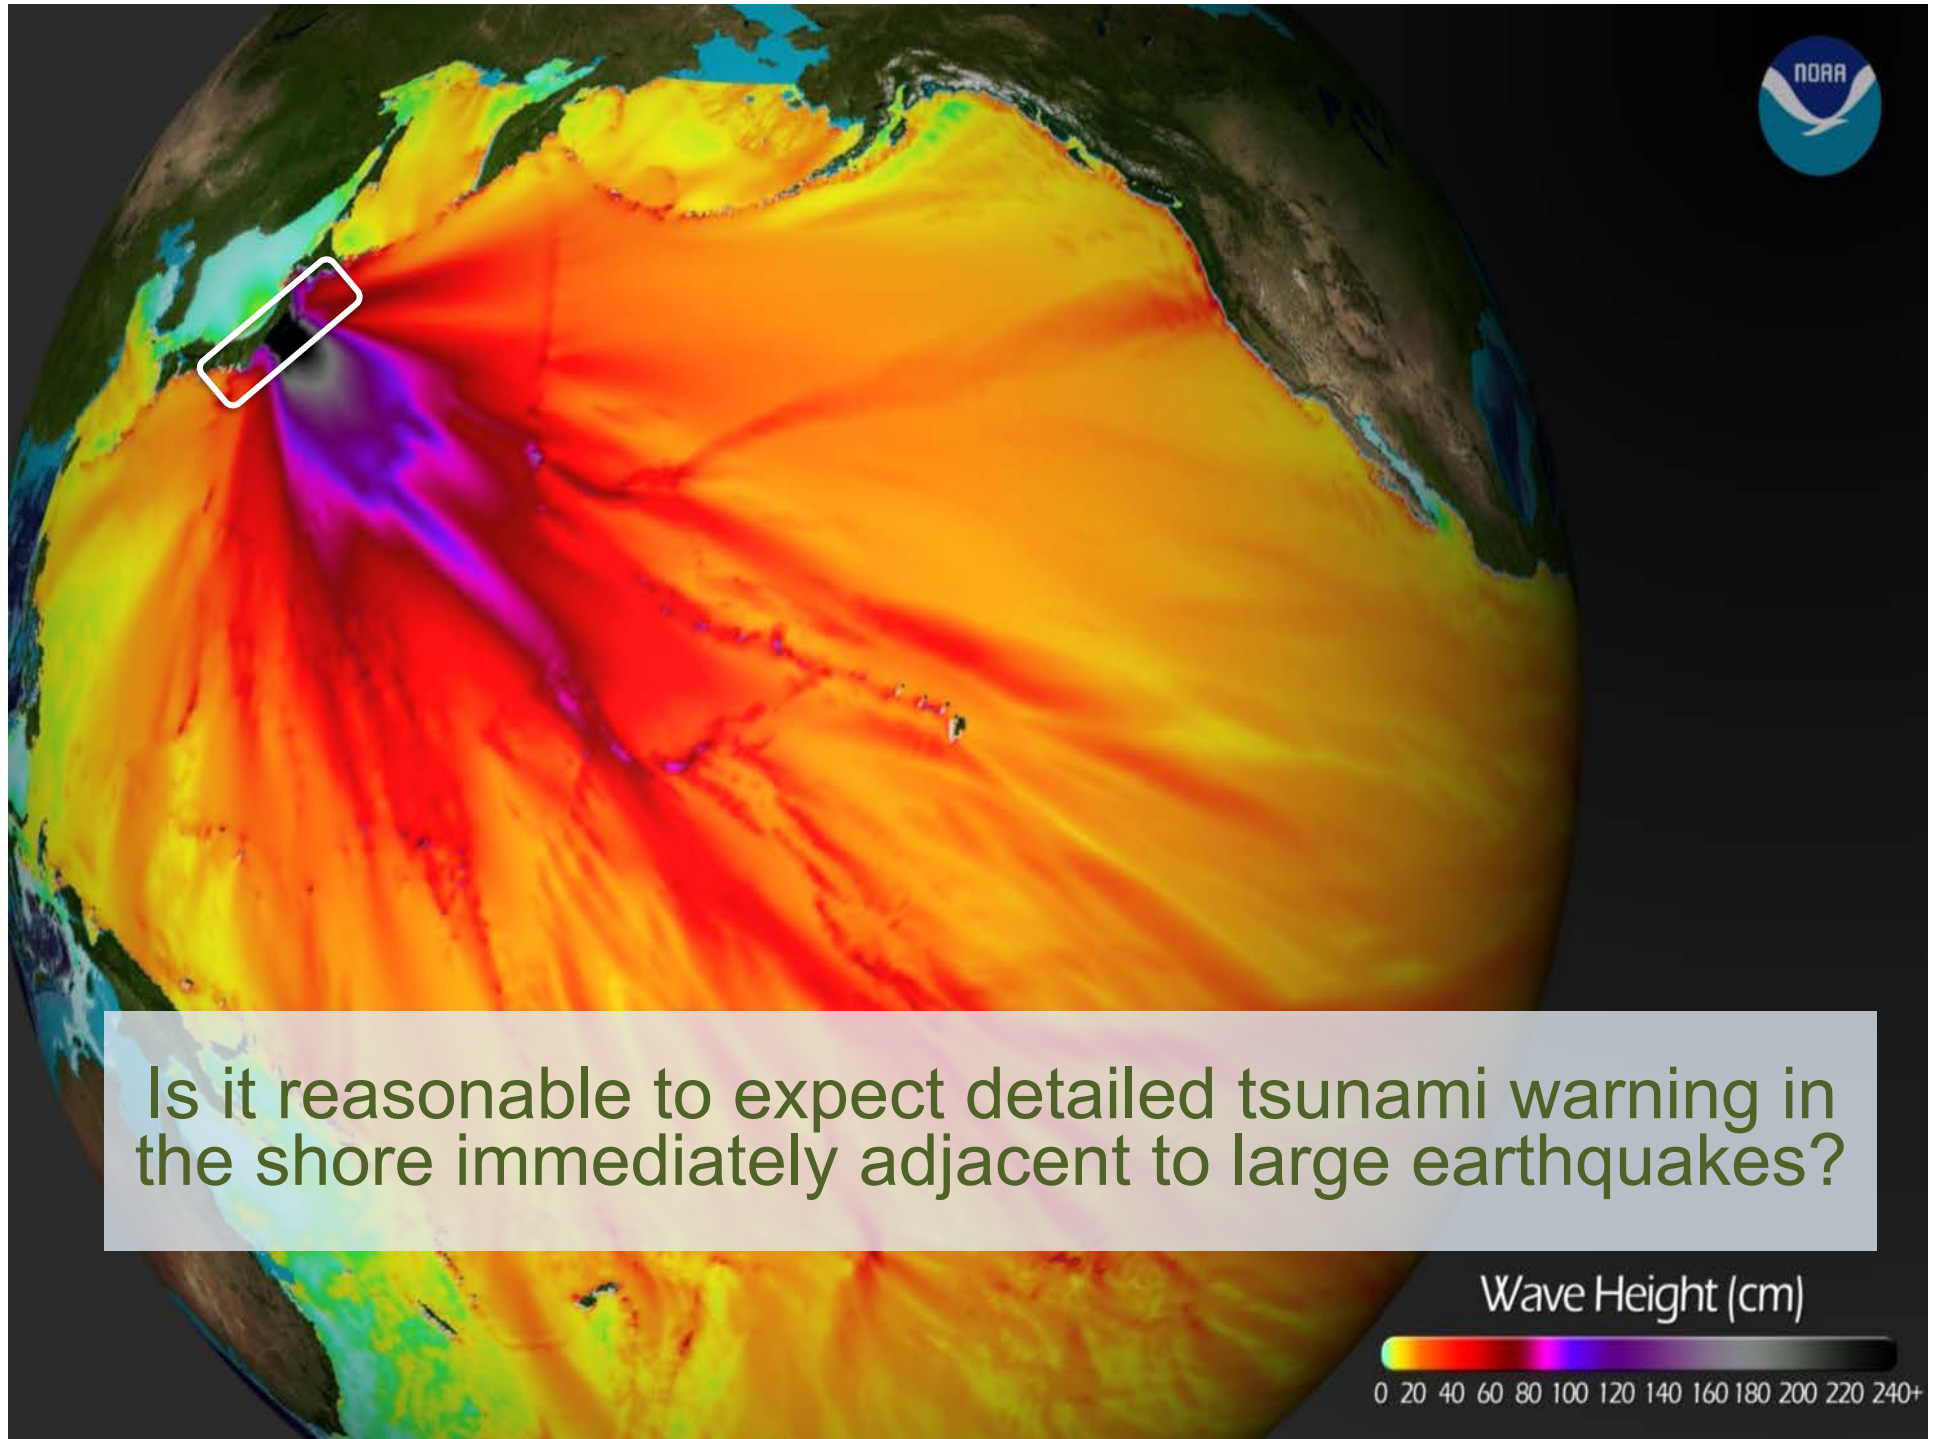 NOAA
Is it reasonable to expect detailed tsunami warning in
the shore immediately adjacent to large earthquakes?
Wave Height (cm)
0 20 40 60 80 100 120 140 160 180 200 220 240+